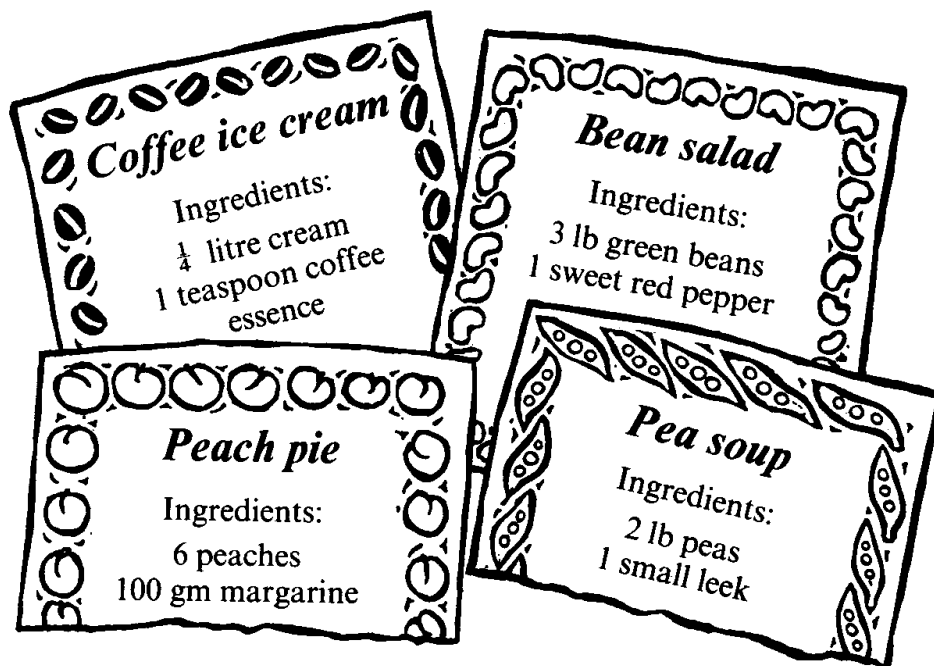 Coffee ice cream
Ingredients:
¼ litre cream
1 teaspoon coffee
essence
Bean salad
Ingredients:
3 lb green beans
1 sweet red pepper
Peach pie
Ingredients:
6 peaches
100 gm margarine
Pea soup
Ingredients:
2 lb peas
1 small leek